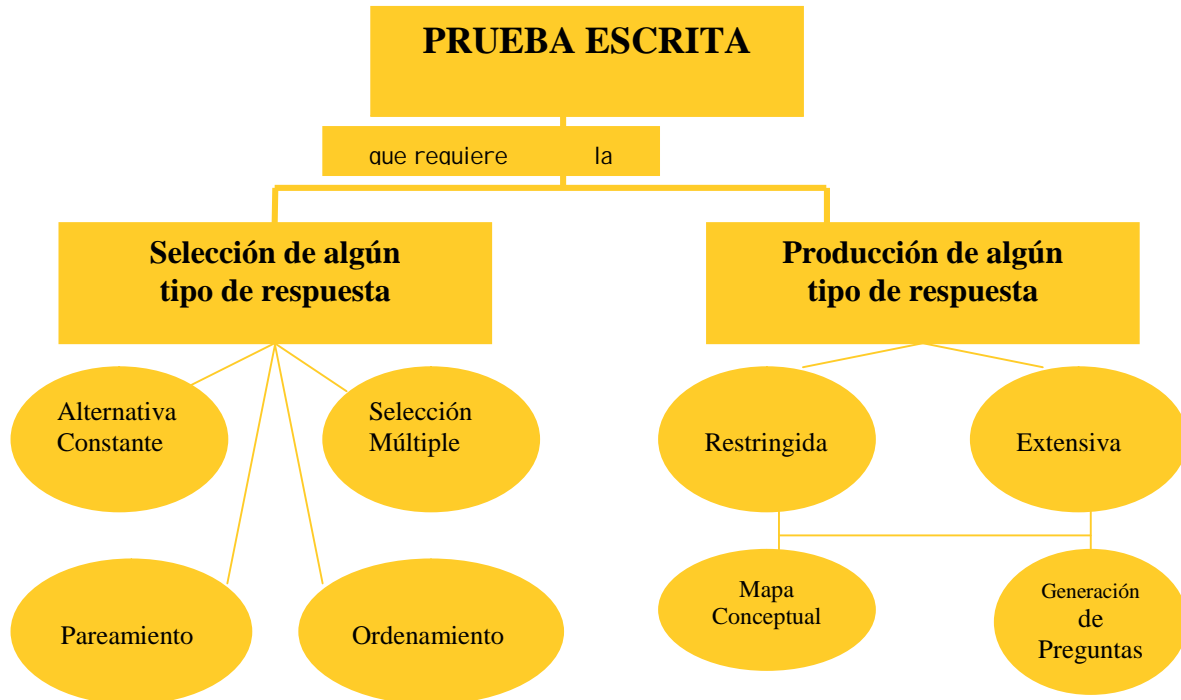 PRUEBA ESCRITA
que requiere la
Selección de algún
tipo de respuesta
Producción de algún
tipo de respuesta
Alternativa
Constante
Selección
Múltiple
Restringida
Extensiva
Pareamiento
Ordenamiento
Mapa
Conceptual
Generación
de
Preguntas